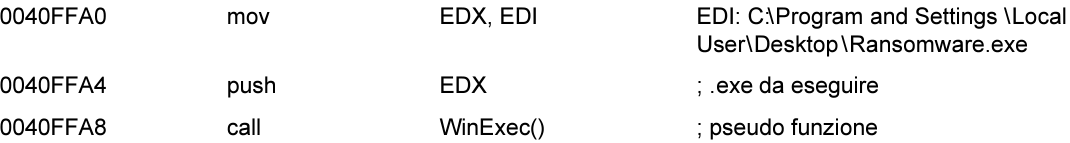 0040FFA0 mov EDX, EDI EDI: C:\Program and Settings \Local
User\Desktop\Ransomware.exe
0040FFA4 push EDX ; .exe da eseguire
0040FFA8 call WinExec() ; pseudo funzione